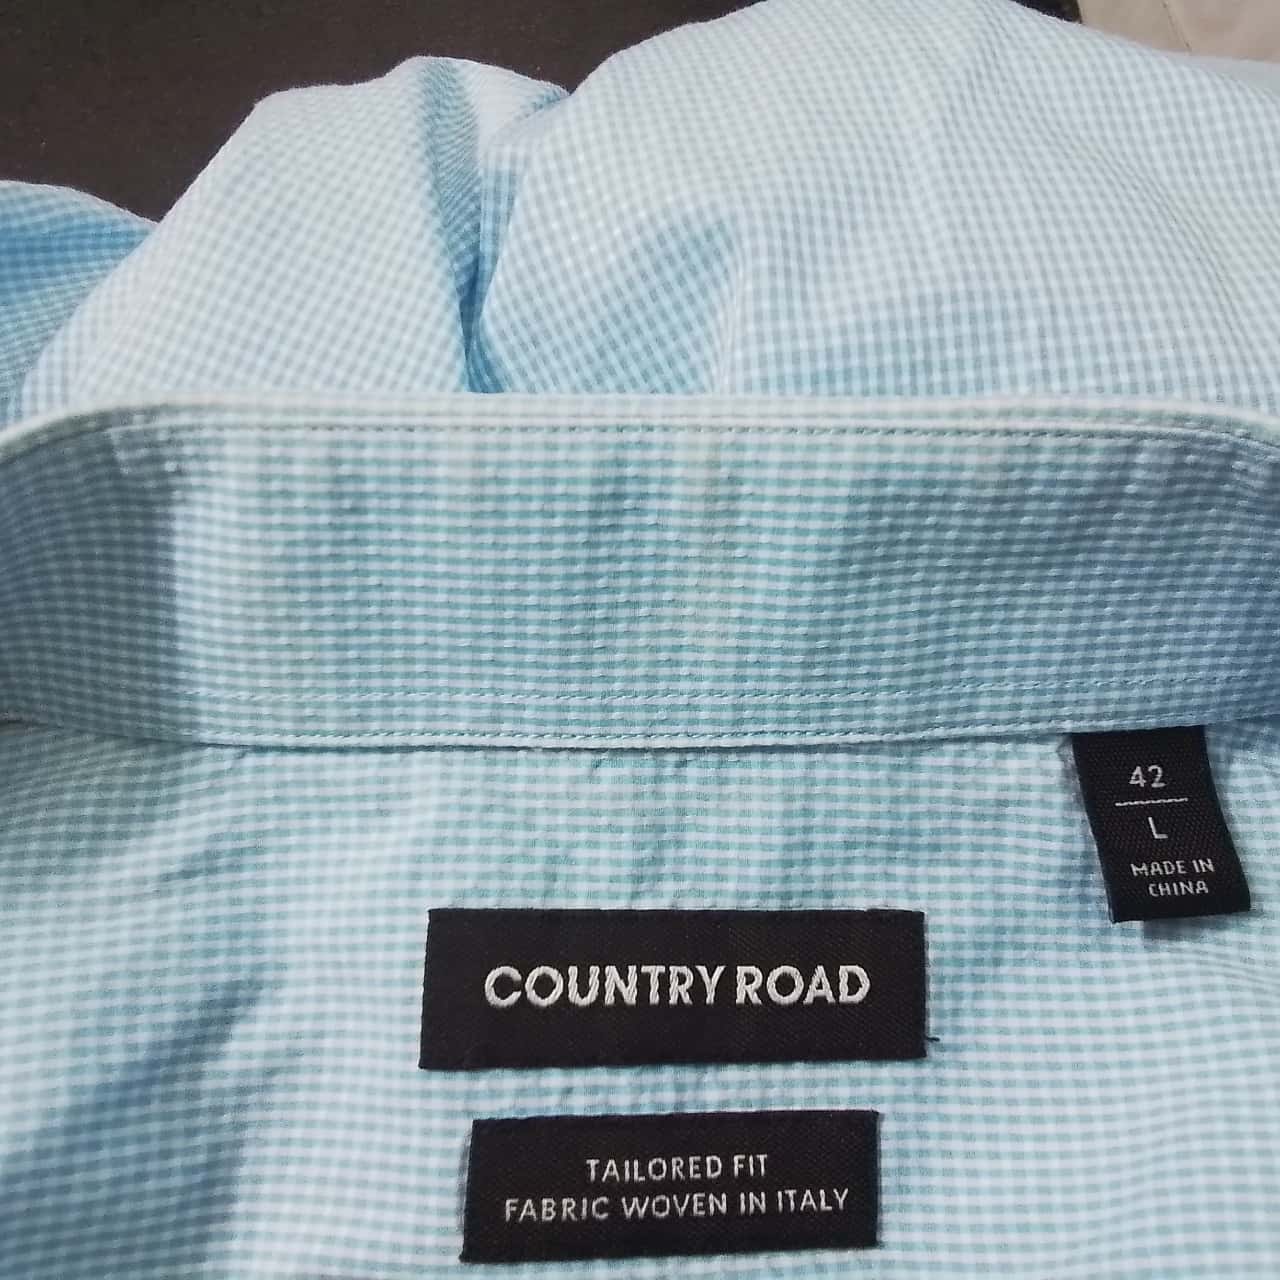 42
L
MADE IN
CHINA
COUNTRY ROAD
TAILORED FIT
FABRIC WOVEN IN ITALY